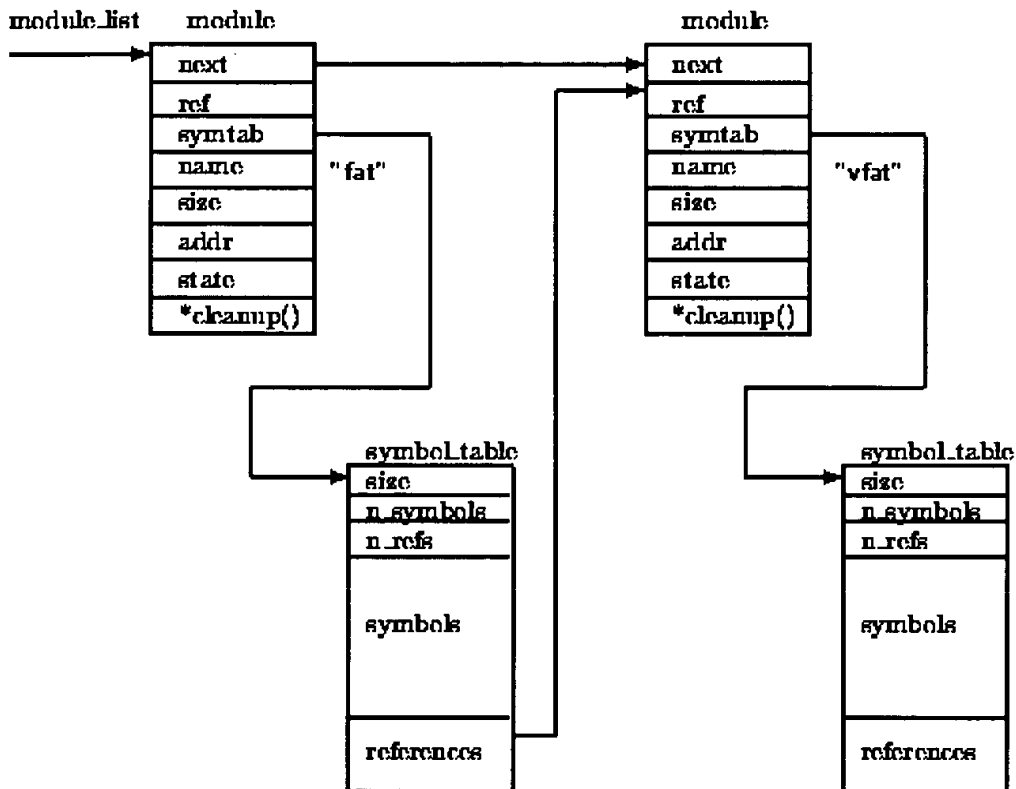 module_list
module
next
ref
symtab
name
"fat"
size
addr
state
*cleanup()
module
next
ref
symtab
name
"vfat"
size
addr
state
*cleanup()
symbol_table
size
n_symbols
n_refs
symbols
references
symbol_table
size
n_symbols
n_refs
symbols
references